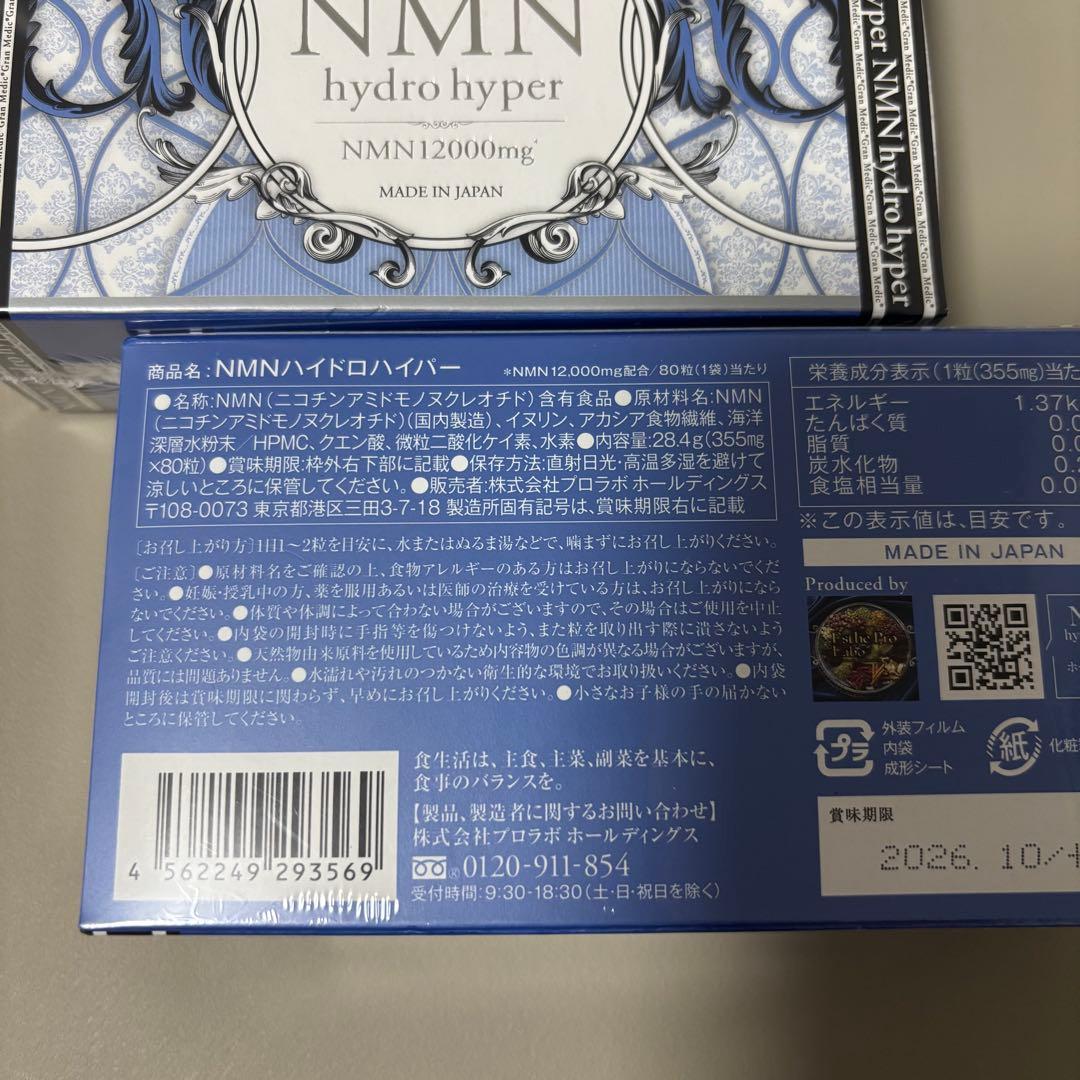 NMN
hydro hyper
NMN12000mg*
MADE IN JAPAN
Gran Medic*Gran Medic*
yper NMN hydro hyper
Gran Medic*Gran Medic*Gran Medic*
商品名:NMNハイドロハイパー
*NMN12,000mg配合/80粒(1袋)当たり
●名称:NMN(ニコチンアミドモノヌクレオチド)含有食品●原材料名:NMN
(ニコチンアミドモノヌクレオチド)(国内製造)、イヌリン、アカシア食物繊維、海洋
深層水粉末/HPMC、クエン酸、微粒二酸化ケイ素、水素●内容量:28.4g(355mg
×80粒)●賞味期限:枠外右下部に記載●保存方法:直射日光・高温多湿を避けて
涼しいところに保管してください。●販売者:株式会社プロラボ ホールディングス
〒108-0073 東京都港区三田3-7-18 製造所固有記号は、賞味期限右に記載
[お召し上がり方]1日1〜2粒を目安に、水またはぬるま湯などで、噛まずにお召し上がりください。
[ご注意]●原材料名をご確認の上、食物アレルギーのある方はお召し上がりにならないでくだ
さい。●妊娠・授乳中の方、薬を服用あるいは医師の治療を受けている方は、お召し上がりになら
ないでください。●体質や体調によって合わない場合がございますので、その場合はご使用を中止
してください。●内袋の開封時に手指等を傷つけないよう、また粒を取り出す際に潰さないよう
ご注意ください。●天然物由来原料を使用しているため内容物の色調が異なる場合がございますが、
品質には問題ありません。●水濡れや汚れのつかない衛生的な環境でお取り扱いください。●内袋
開封後は賞味期限に関わらず、早めにお召し上がりください。●小さなお子様の手の届かない
ところに保管してください。
4 562249 293569
食生活は、主食、主菜、副菜を基本に、
食事のバランスを。
【製品、製造者に関するお問い合わせ】
株式会社プロラボ ホールディングス
0120-911-854
受付時間:9:30-18:30(土・日・祝日を除く)
栄養成分表示(1粒(355mg)当た
エネルギー 1.37k
たんぱく質 0.0
脂質 0.0
炭水化物 0.
食塩相当量 0.0
※この表示値は、目安です。
MADE IN JAPAN
Produced by
Esthe Pro
Labo
プラ
外装フィルム
内袋
成形シート
紙
化粧
賞味期限
2026.10/